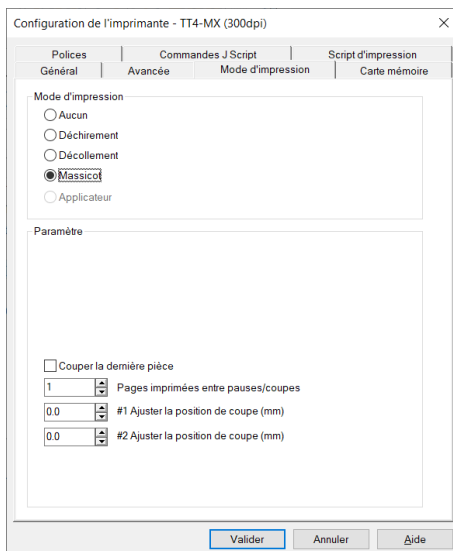 Configuration de l'imprimante - TT4-MX (300dpi)
Polices
Commandes J Script
Script d'impression
Général
Avancée
Mode d'impression
Carte mémoire
Mode d'impression
Aucun
Déchirement
Décollement
Massicot
Applicateur
Paramètre
Couper la dernière pièce
1 Pages imprimées entre pauses/coupes
0.0 #1 Ajuster la position de coupe (mm)
0.0 #2 Ajuster la position de coupe (mm)
Valider
Annuler
Aide